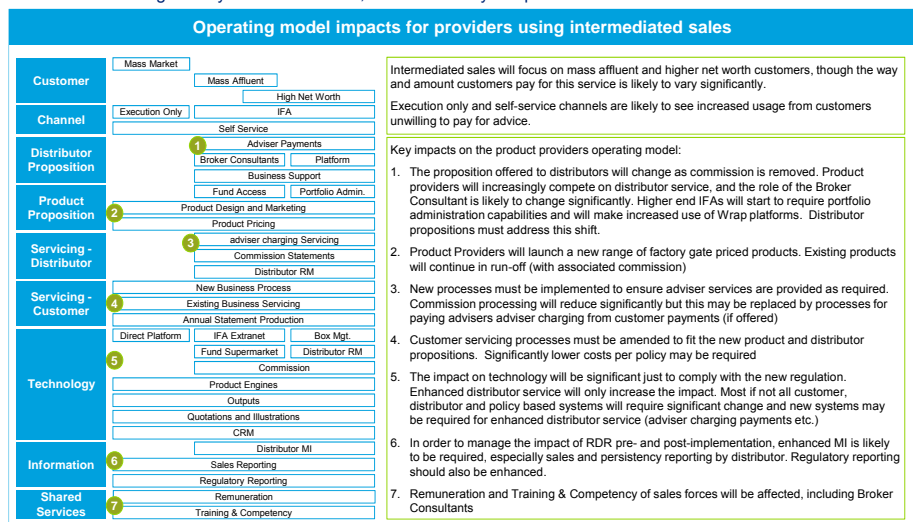 Operating model impacts for providers using intermediated sales
Customer
Mass Market
Mass Affluent
High Net Worth
Channel
Execution Only
IFA
Self Service
Distributor
Proposition
1
Adviser Payments
Broker Consultants
Platform
Business Support
Product
Proposition
Fund Access
Portfolio Admin.
2
Product Design and Marketing
Product Pricing
Servicing -
Distributor
3
adviser charging Servicing
Commission Statements
Distributor RM
Servicing -
Customer
New Business Process
4
Existing Business Servicing
Annual Statement Production
Technology
Direct Platform
IFA Extranet
Box Mgt.
5
Fund Supermarket
Distributor RM
Commission
Product Engines
Outputs
Quotations and Illustrations
CRM
Information
Distributor MI
6
Sales Reporting
Regulatory Reporting
Shared
Services
7
Remuneration
Training & Competency
Intermediated sales will focus on mass affluent and higher net worth customers, though the way
and amount customers pay for this service is likely to vary significantly.
Execution only and self-service channels are likely to see increased usage from customers
unwilling to pay for advice.
Key impacts on the product providers operating model:
1. The proposition offered to distributors will change as commission is removed. Product
providers will increasingly compete on distributor service, and the role of the Broker
Consultant is likely to change significantly. Higher end IFAs will start to require portfolio
administration capabilities and will make increased use of Wrap platforms. Distributor
propositions must address this shift.
2. Product Providers will launch a new range of factory gate priced products. Existing products
will continue in run-off (with associated commission)
3. New processes must be implemented to ensure adviser services are provided as required.
Commission processing will reduce significantly but this may be replaced by processes for
paying advisers adviser charging from customer payments (if offered)
4. Customer servicing processes must be amended to fit the new product and distributor
propositions. Significantly lower costs per policy may be required
5. The impact on technology will be significant just to comply with the new regulation.
Enhanced distributor service will only increase the impact. Most if not all customer,
distributor and policy based systems will require significant change and new systems may
be required for enhanced distributor service (adviser charging payments etc.)
6. In order to manage the impact of RDR pre- and post-implementation, enhanced MI is likely
to be required, especially sales and persistency reporting by distributor. Regulatory reporting
should also be enhanced.
7. Remuneration and Training & Competency of sales forces will be affected, including Broker
Consultants